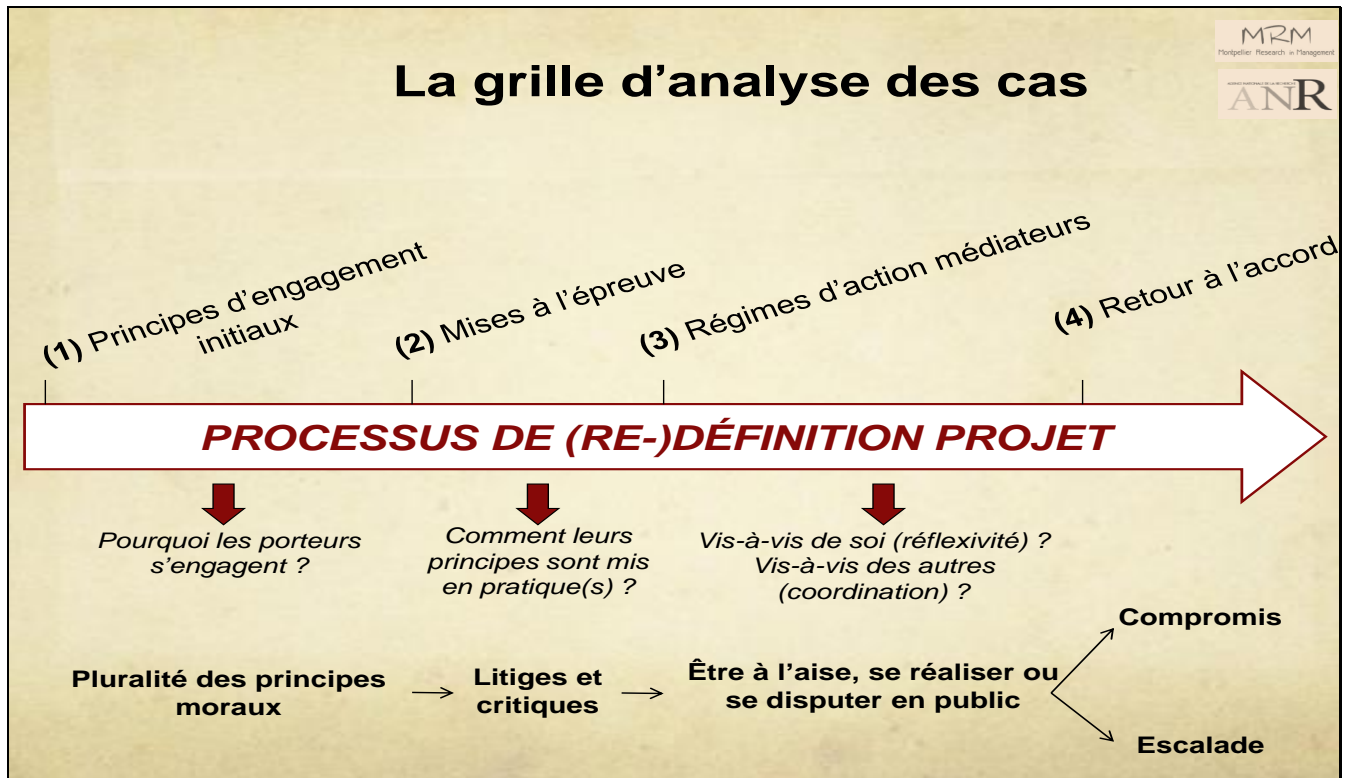 MRM
Montpellier Research in Management
ANR
La grille d’analyse des cas
(1) Principes d’engagement
initiaux
(2) Mises à l’épreuve
(3) Régimes d’action médiateurs
(4) Retour à l’accord
PROCESSUS DE (RE-)DÉFINITION PROJET
Pourquoi les porteurs
s’engagent ?
Comment leurs
principes sont mis
en pratique(s) ?
Vis-à-vis de soi (réflexivité) ?
Vis-à-vis des autres
(coordination) ?
Pluralité des principes
moraux
Litiges et
critiques
Être à l’aise, se réaliser ou
se disputer en public
Compromis
Escalade